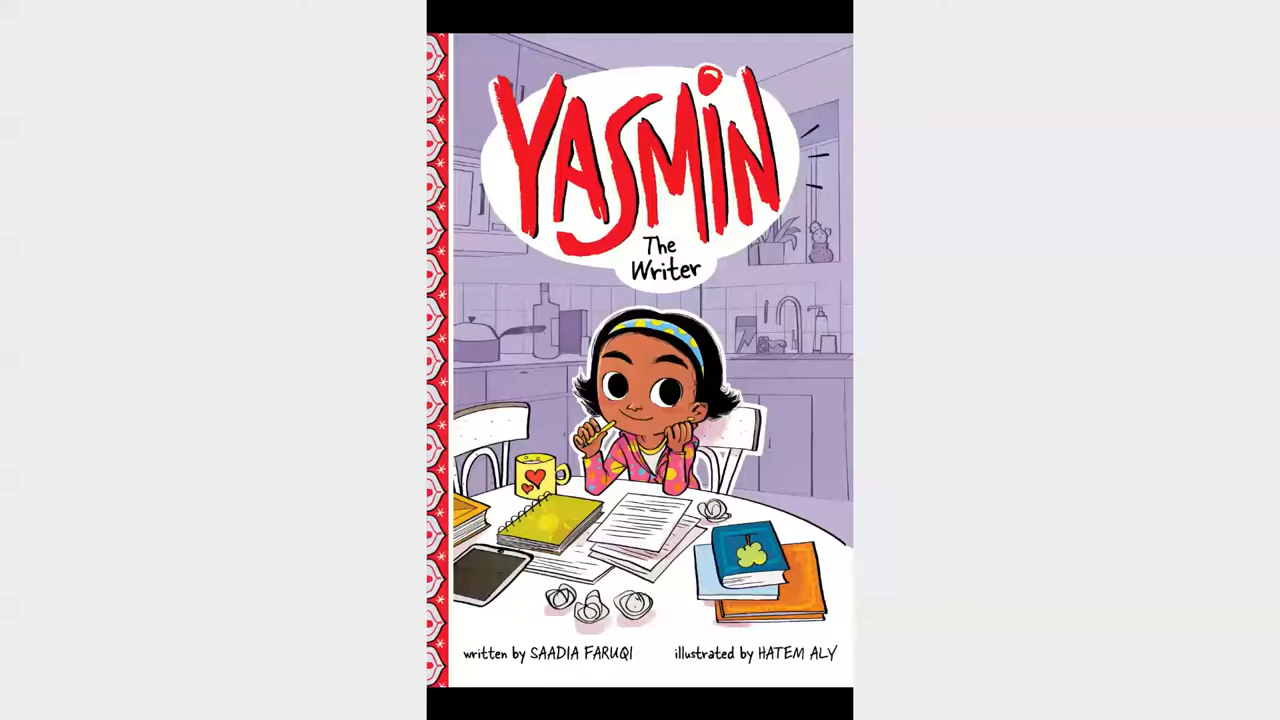 YASMIN
The
Writer
written by SAADIA FARUQI
illustrated by HATEM ALY